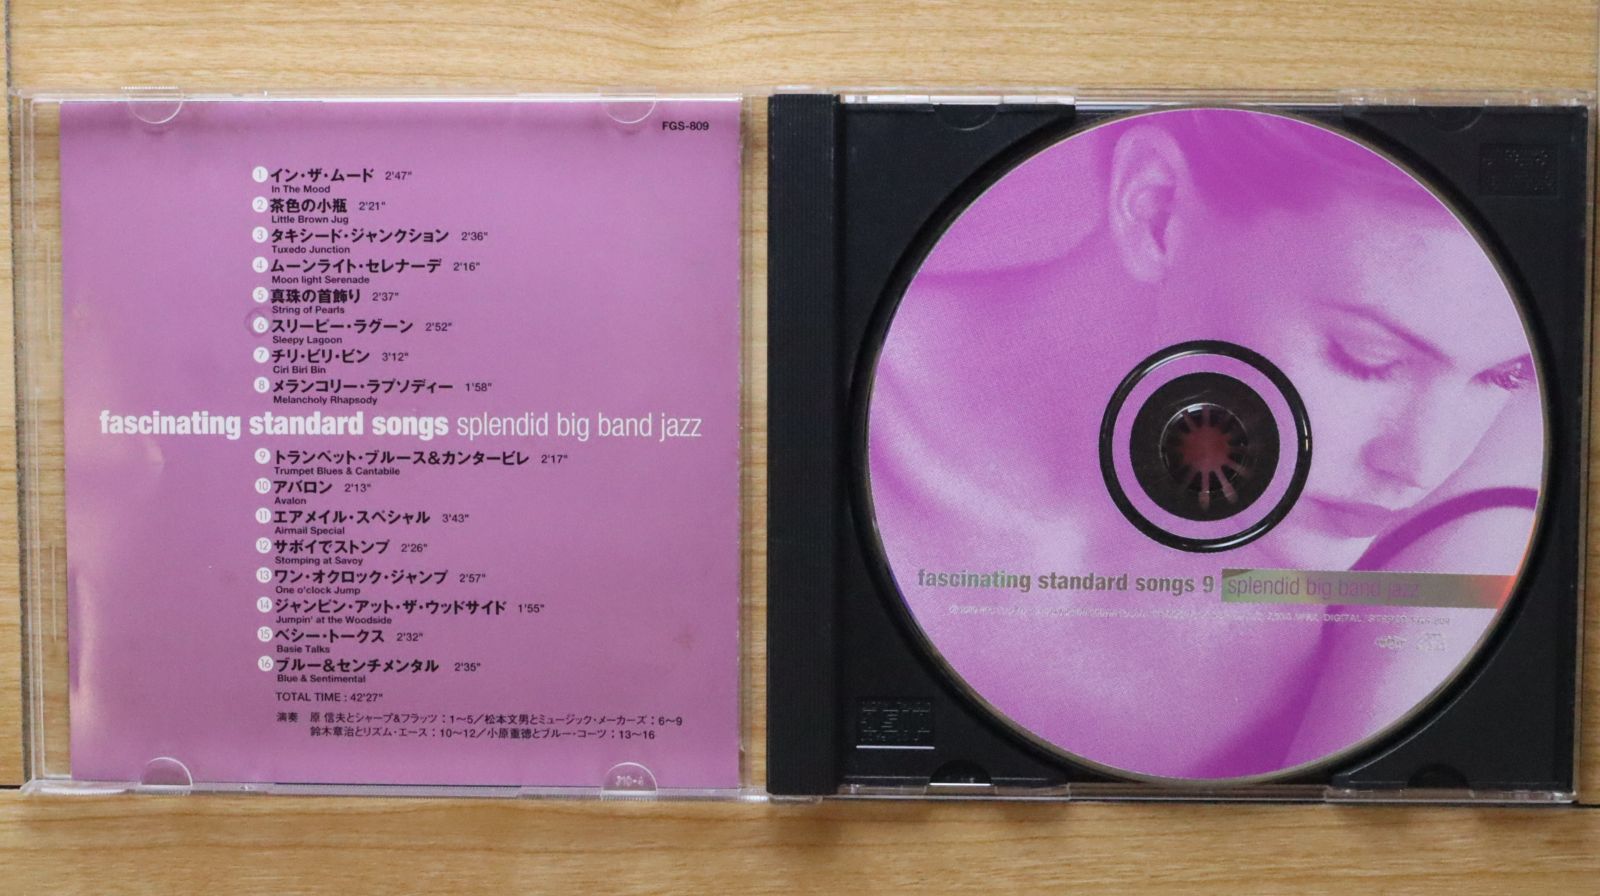 FGS-809
1 イン・ザ・ムード 2'47"
In The Mood
2 茶色の小瓶 2'21"
Little Brown Jug
3 タキシード・ジャンクション 2'36"
Tuxedo Junction
4 ムーンライト・セレナーデ 2'16"
Moon light Serenade
5 真珠の首飾り 2'37"
String of Pearls
6 スリーピー・ラグーン 2'52"
Sleepy Lagoon
7 チリ・ビリ・ビン 3'12"
Ciri Biri Bin
8 メランコリー・ラプソディー 1'58"
Melancholy Rhapsody
fascinating standard songs splendid big band jazz
9 トランペット・ブルース&カンタービレ 2'17"
Trumpet Blues & Cantabile
10 アバロン 2'13"
Avalon
11 エアメイル・スペシャル 3'43"
Airmail Special
12 サボイでストンプ 2'26"
Stomping at Savoy
13 ワン・オクロック・ジャンプ 2'57"
One o'clock Jump
14 ジャンピン・アット・ザ・ウッドサイド 1'55"
Jumpin' at the Woodside
15 ベシー・トークス 2'32"
Basie Talks
16 ブルー&センチメンタル 2'35"
Blue & Sentimental
TOTAL TIME : 42'27"
演奏 原 信夫とシャープ&フラッツ：1〜5／松本文男とミュージック・メーカーズ：6〜9
鈴木章治とリズム・エース：10〜12／小原重徳とブルー・コーツ：13〜16
fascinating standard songs 9 splendid big band jazz
DIGITAL / STEREO